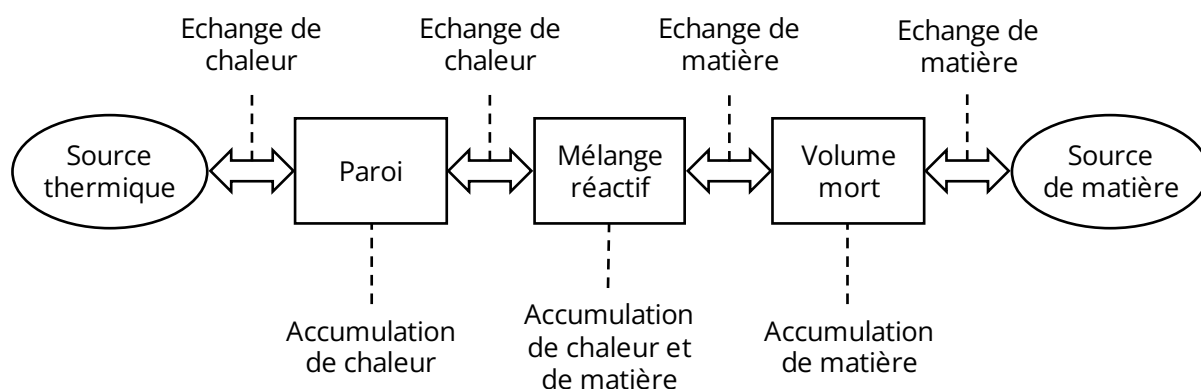 Echange de
chaleur
Echange de
chaleur
Echange de
matière
Echange de
matière
Source
thermique
Paroi
Mélange
réactif
Volume
mort
Source
de matière
Accumulation
de chaleur
Accumulation
de chaleur et
de matière
Accumulation
de matière